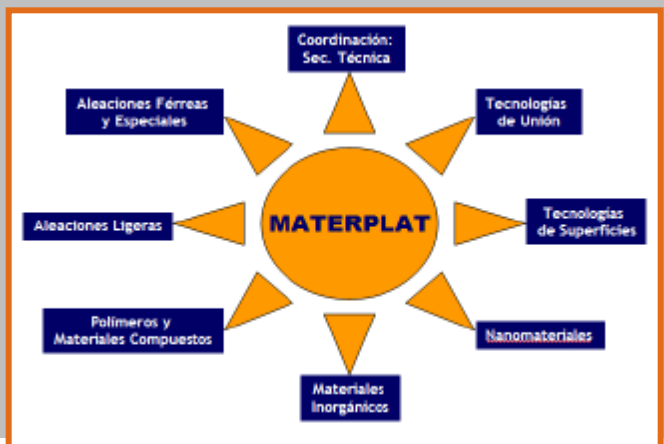 Coordinación:
Sec. Técnica
Aleaciones Férreas
y Especiales
Tecnologías
de Unión
MATERPLAT
Aleaciones Ligeras
Tecnologías
de Superficies
Polímeros y
Materiales Compuestos
Nanomateriales
Materiales
Inorgánicos